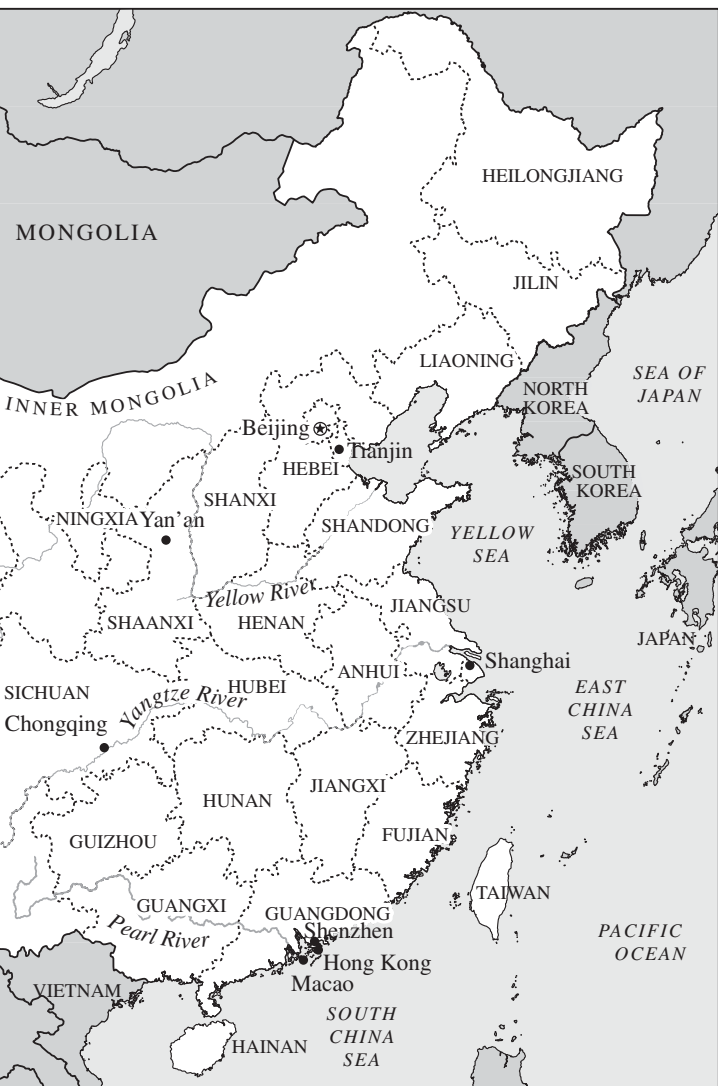 HEILONGJIANG
MONGOLIA
JILIN
LIAONING
SEA OF
JAPAN
INNER MONGOLIA
NORTH
KOREA
Beijing
Tianjin
HEBEI
SOUTH
KOREA
SHANXI
NINGXIA
Yan'an
SHANDONG
YELLOW
SEA
Yellow River
JIANGSU
SHAANXI
HENAN
JAPAN
Shanghai
ANHUI
SICHUAN
Yangtze River
HUBEI
EAST
CHINA
SEA
Chongqing
ZHEJIANG
JIANGXI
HUNAN
FUJIAN
GUIZHOU
TAIWAN
GUANGXI
GUANGDONG
Pearl River
Shenzhen
PACIFIC
OCEAN
Hong Kong
Macao
VIETNAM
SOUTH
CHINA
SEA
HAINAN